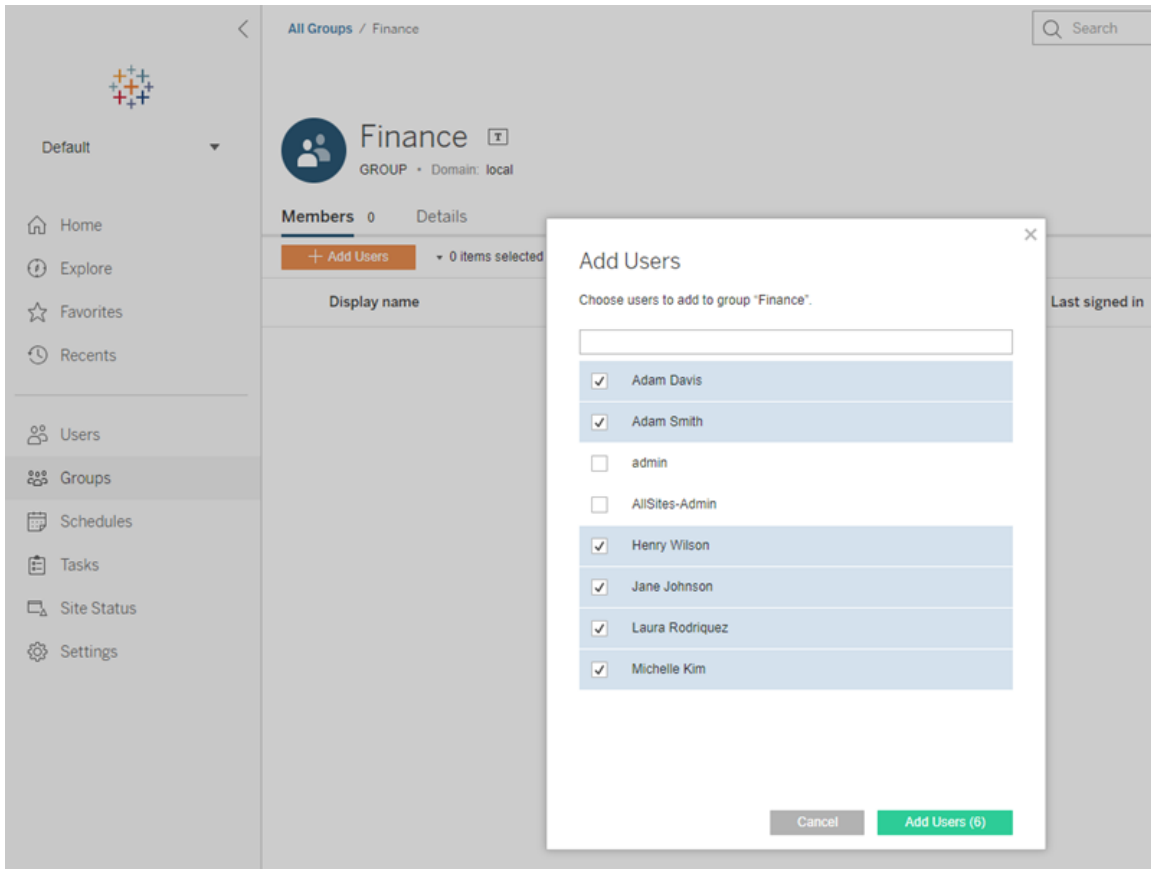 All Groups / Finance
Search
Default
Finance T
GROUP • Domain: local
Members 0 Details
+ Add Users 0 items selected
Display name
Last signed in
Home
Explore
Favorites
Recents
Users
Groups
Schedules
Tasks
Site Status
Settings
Add Users
Choose users to add to group “Finance”.
Adam Davis
Adam Smith
admin
AllSites-Admin
Henry Wilson
Jane Johnson
Laura Rodriquez
Michelle Kim
Cancel Add Users (6)